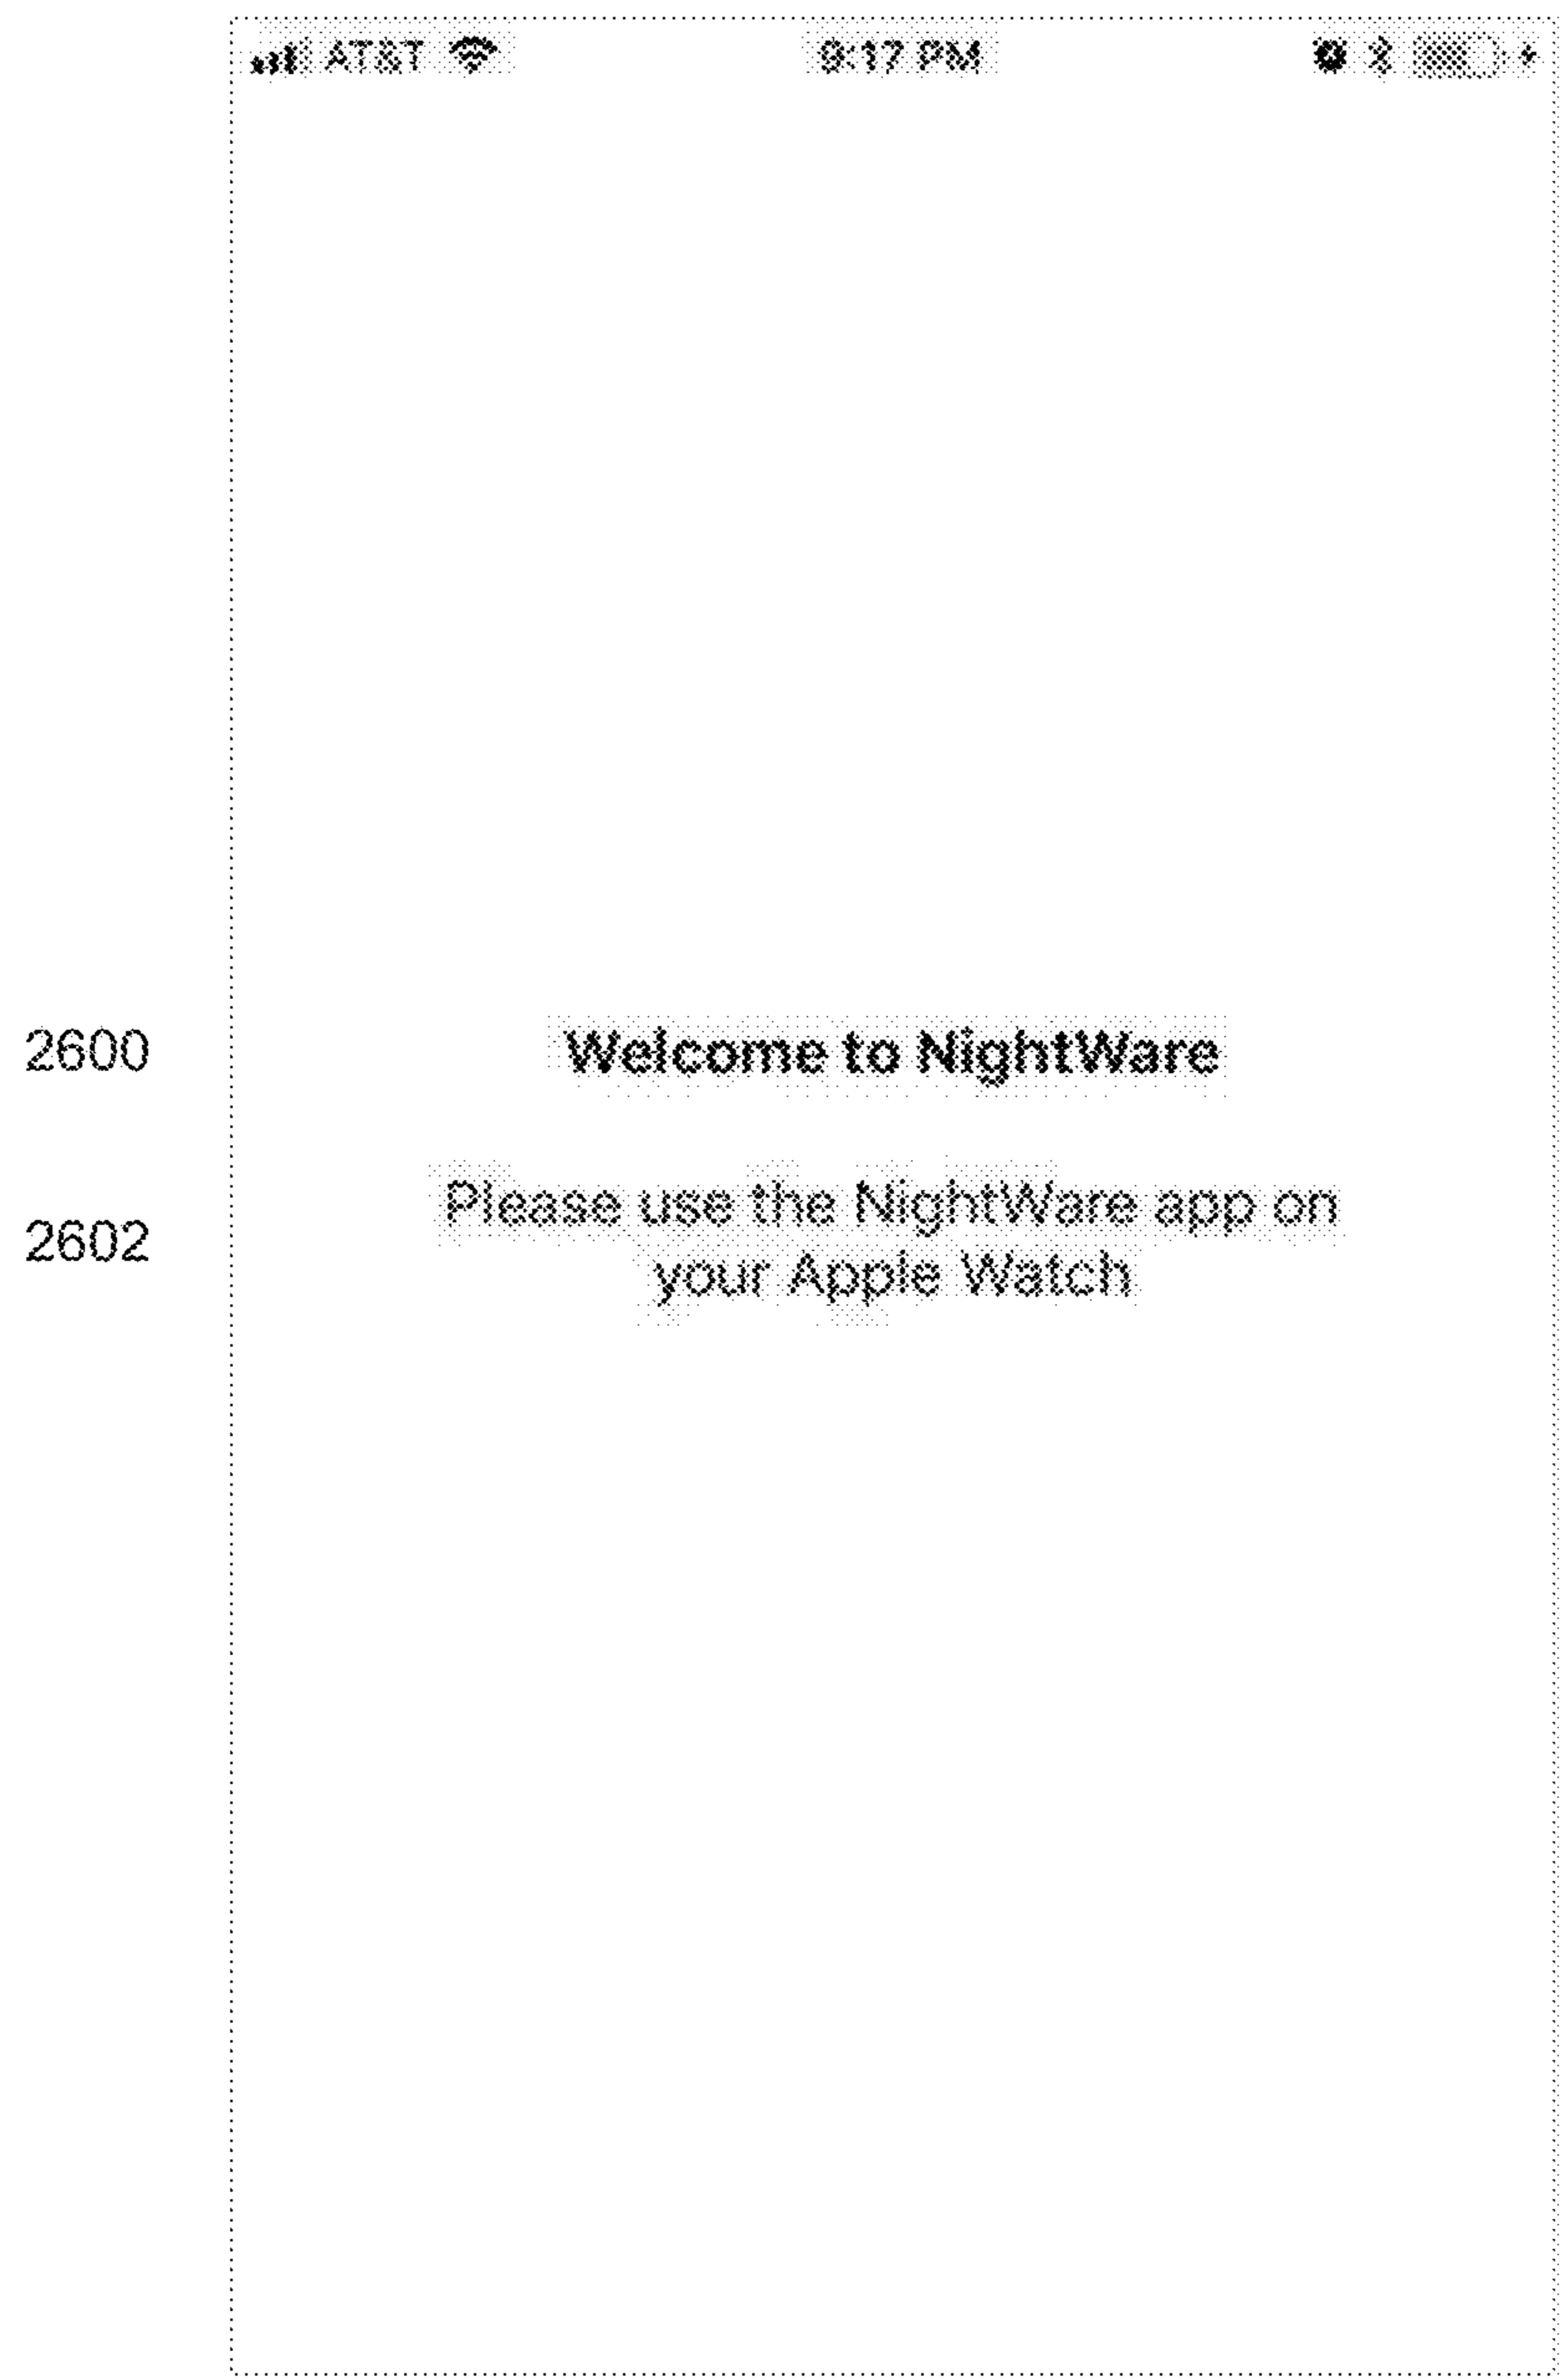 AT&T 9:17 PM
2600 Welcome to NightWare
2602 Please use the NightWare app on
your Apple Watch